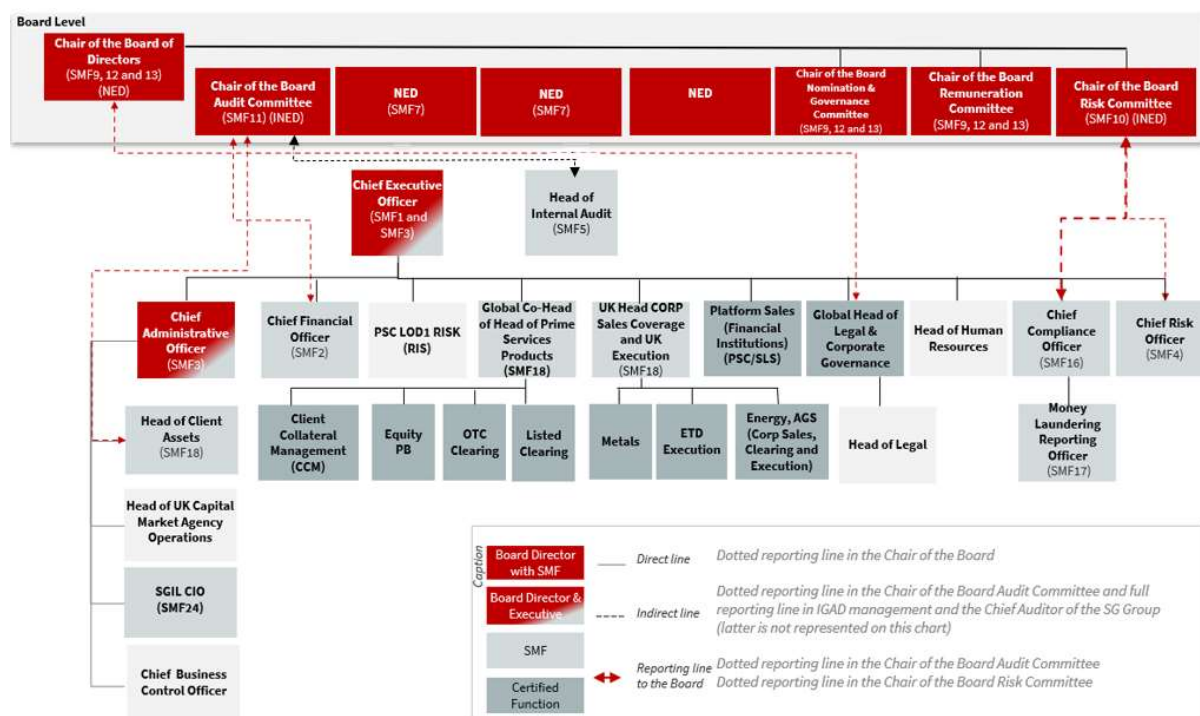 Board Level
Chair of the Board of
Directors
(SMF9, 12 and 13)
(NED)
Chair of the Board
Audit Committee
(SMF11) (INED)
NED
(SMF7)
NED
(SMF7)
NED
Chair of the Board
Nomination &
Governance
Committee
(SMF9, 12 and 13)
Chair of the Board
Remuneration
Committee
(SMF9, 12 and 13)
Chair of the Board
Risk Committee
(SMF10) (INED)
Chief Executive
Officer
(SMF1 and
SMF3)
Head of
Internal Audit
(SMF5)
Chief
Administrative
Officer
(SMF3)
Chief Financial
Officer
(SMF2)
PSC LOD1 RISK
(RIS)
Global Co-Head
of Head of Prime
Services
Products
(SMF18)
UK Head CORP
Sales Coverage
and UK
Execution
(SMF18)
Platform Sales
(Financial
Institutions)
(PSC/SLS)
Global Head of
Legal &
Corporate
Governance
Head of Human
Resources
Chief
Compliance
Officer
(SMF16)
Chief Risk
Officer
(SMF4)
Head of Client
Assets
(SMF18)
Client
Collateral
Management
(CCM)
Equity
PB
OTC
Clearing
Listed
Clearing
Metals
ETD
Execution
Energy, AGS
(Corp Sales,
Clearing and
Execution)
Head of Legal
Money
Laundering
Reporting
Officer
(SMF17)
Head of UK Capital
Market Agency
Operations
SGIL CIO
(SMF24)
Chief Business
Control Officer
Caption
Board Director
with SMF
Board Director &
Executive
SMF
Certified
Function
Direct line
Dotted reporting line in the Chair of the Board
Indirect line
Dotted reporting line in the Chair of the Board Audit Committee and full
reporting line in IGAD management and the Chief Auditor of the SG Group
(latter is not represented on this chart)
Reporting line
to the Board
Dotted reporting line in the Chair of the Board Audit Committee
Dotted reporting line in the Chair of the Board Risk Committee